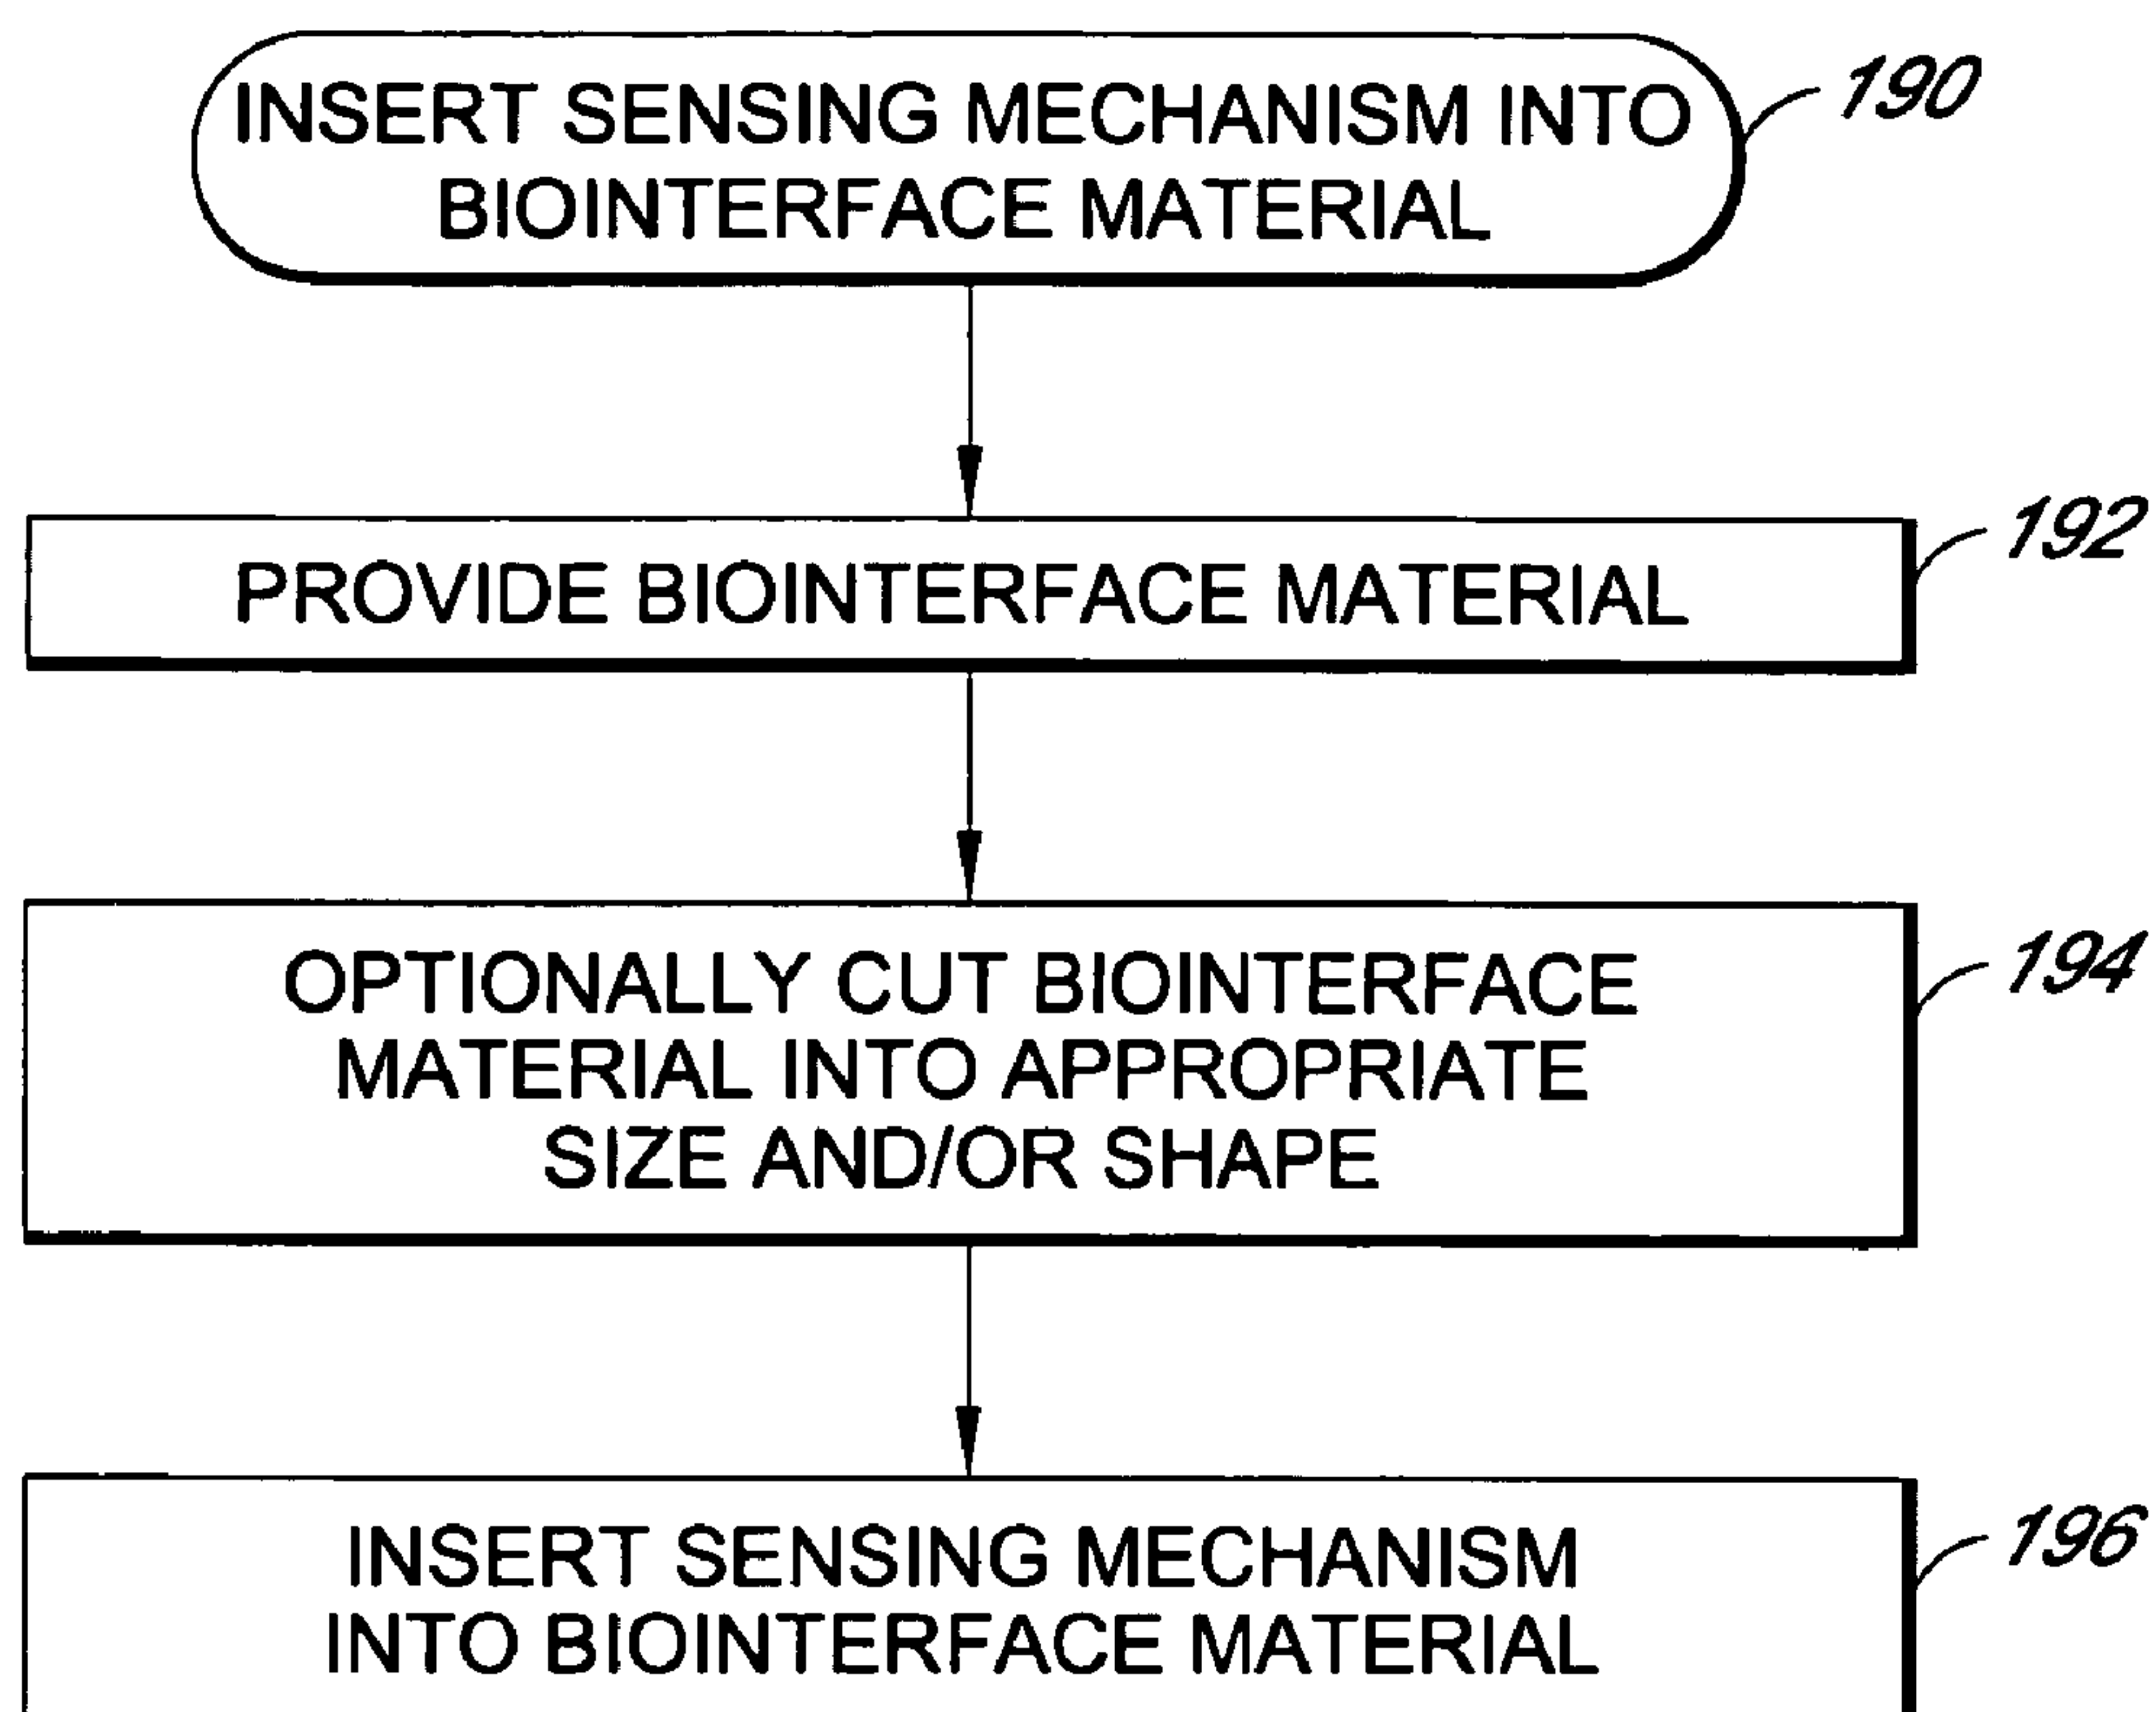 INSERT SENSING MECHANISM INTO
BIOINTERFACE MATERIAL
190
PROVIDE BIOINTERFACE MATERIAL
192
OPTIONALLY CUT BIOINTERFACE
MATERIAL INTO APPROPRIATE
SIZE AND/OR SHAPE
194
INSERT SENSING MECHANISM
INTO BIOINTERFACE MATERIAL
196